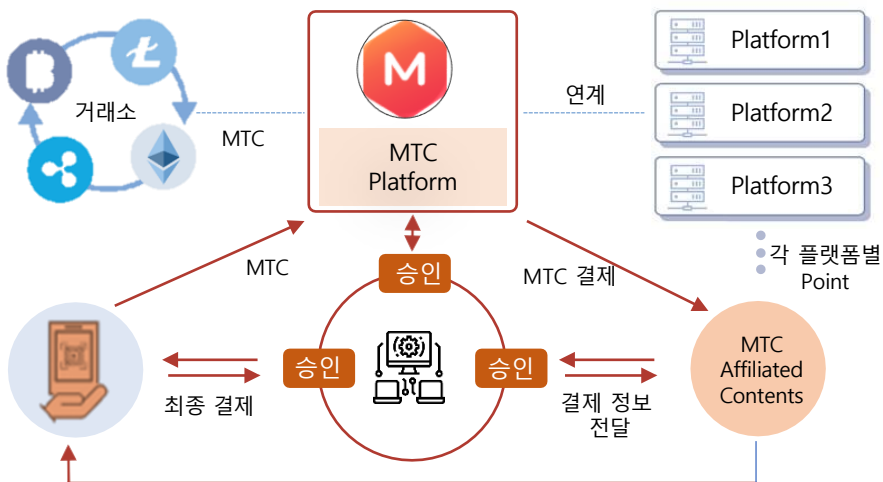 거래소
MTC
M
MTC
Platform
연계
Platform1
Platform2
Platform3
각 플랫폼별
Point
MTC
승인
MTC 결제
승인
승인
최종 결제
결제 정보
전달
MTC
Affiliated
Contents